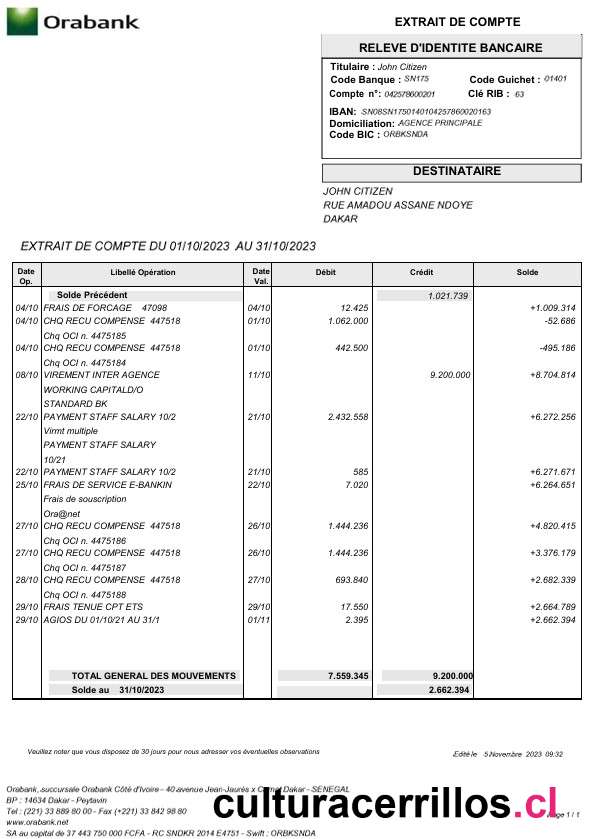 Orabank
EXTRAIT DE COMPTE
RELEVE D'IDENTITE BANCAIRE
Titulaire : John Citizen
Code Banque : SN175 Code Guichet : 01401
Compte n°: 042578600201 Clé RIB : 63
IBAN: SN08SN1750140104257860020163
Domiciliation: AGENCE PRINCIPALE
Code BIC : ORBKSNDA
DESTINATAIRE
JOHN CITIZEN
RUE AMADOU ASSANE NDOYE
DAKAR
EXTRAIT DE COMPTE DU 01/10/2023 AU 31/10/2023
Date Op. Libellé Opération Date Val. Débit Crédit Solde
Solde Précédent 1.021.739
04/10 FRAIS DE FORCAGE 47098 04/10 12.425 +1.009.314
04/10 CHQ RECU COMPENSE 447518 01/10 1.062.000 -52.686
Chq OCI n. 4475185
04/10 CHQ RECU COMPENSE 447518 01/10 442.500 -495.186
Chq OCI n. 4475184
08/10 VIREMENT INTER AGENCE 11/10 9.200.000 +8.704.814
WORKING CAPITALD/O
STANDARD BK
22/10 PAYMENT STAFF SALARY 10/2 21/10 2.432.558 +6.272.256
Virmt multiple
PAYMENT STAFF SALARY
10/21
22/10 PAYMENT STAFF SALARY 10/2 21/10 585 +6.271.671
25/10 FRAIS DE SERVICE E-BANKIN 22/10 7.020 +6.264.651
Frais de souscription
Ora@net
27/10 CHQ RECU COMPENSE 447518 26/10 1.444.236 +4.820.415
Chq OCI n. 4475186
27/10 CHQ RECU COMPENSE 447518 26/10 1.444.236 +3.376.179
Chq OCI n. 4475187
28/10 CHQ RECU COMPENSE 447518 27/10 693.840 +2.682.339
Chq OCI n. 4475188
29/10 FRAIS TENUE CPT ETS 29/10 17.550 +2.664.789
29/10 AGIOS DU 01/10/21 AU 31/1 01/11 2.395 +2.662.394
TOTAL GENERAL DES MOUVEMENTS 7.559.345 9.200.000
Solde au 31/10/2023 2.662.394
Veuillez noter que vous disposez de 30 jours pour nous adresser vos éventuelles observations
Edité le 5 Novembre 2023 09:32
Orabank, succursale Orabank Côte d'Ivoire - 40 avenue Jean-Jaurès x Dakar - SENEGAL
BP : 14634 Dakar - Peytavin
Tel : (221) 33 889 80 00 - Fax (+221) 33 842 98 80
www.orabank.net
SA au capital de 37 443 750 000 FCFA - RC SNDKR 2014 E4751 - Swift : ORBKSNDA
culturacerrillos.cl
1 / 1